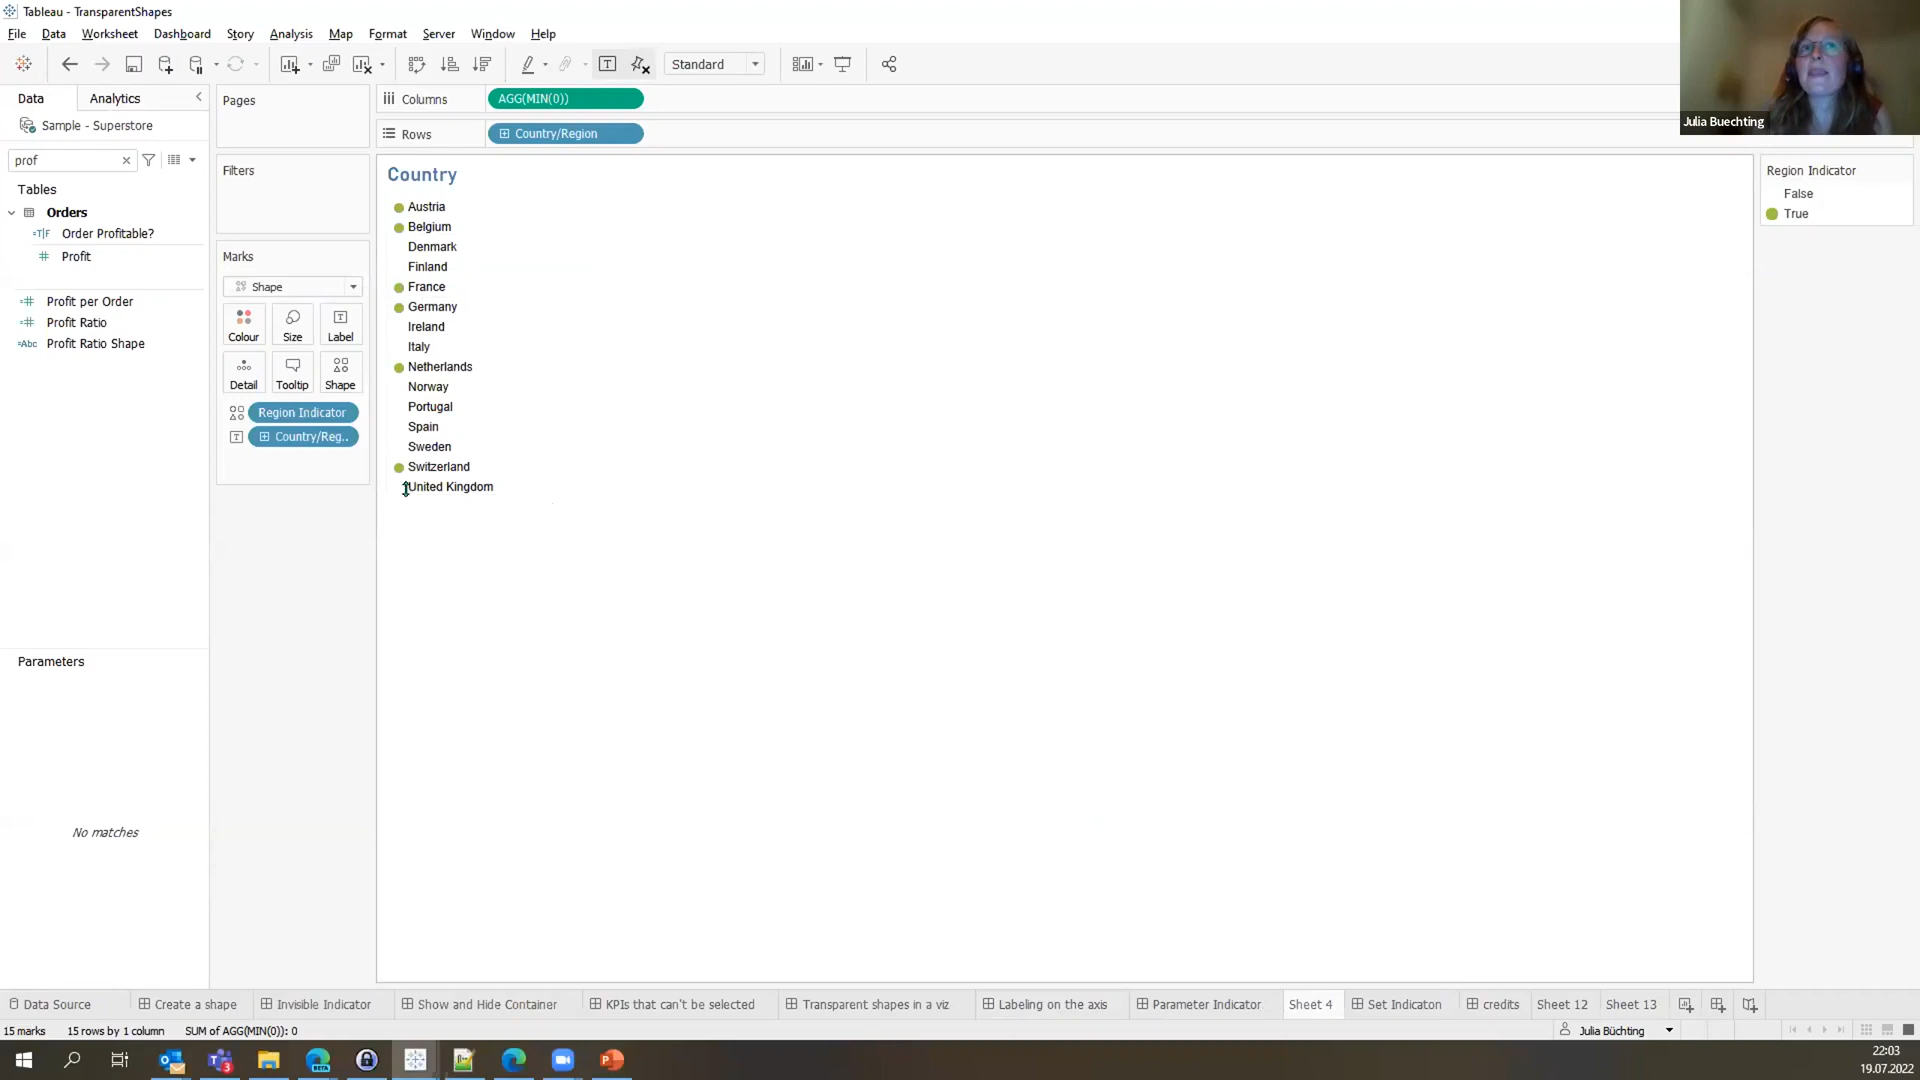 Tableau - TransparentShapes
File Data Worksheet Dashboard Story Analysis Map Format Server Window Help
Standard
Data Analytics
Sample - Superstore
prof
Tables
Orders
=T|F Order Profitable?
# Profit
=# Profit per Order
=# Profit Ratio
=Abc Profit Ratio Shape
Parameters
No matches
Pages
Filters
Marks
Shape
Colour Size Label
Detail Tooltip Shape
Region Indicator
Country/Reg..
Columns AGG(MIN(0))
Rows Country/Region
Country
Austria
Belgium
Denmark
Finland
France
Germany
Ireland
Italy
Netherlands
Norway
Portugal
Spain
Sweden
Switzerland
United Kingdom
Julia Buechting
Region Indicator
False
True
Data Source Create a shape Invisible Indicator Show and Hide Container KPIs that can't be selected Transparent shapes in a viz Labeling on the axis Parameter Indicator Sheet 4 Set Indicaton credits Sheet 12 Sheet 13
15 marks 15 rows by 1 column SUM of AGG(MIN(0)): 0 Julia Büchting
BETA
3
22:03
19.07.2022